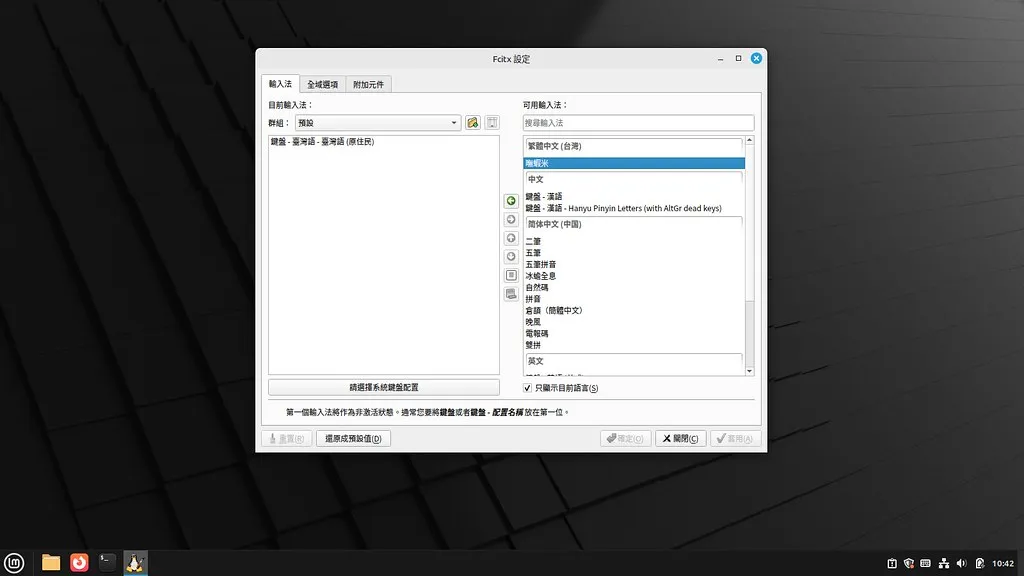 Fcitx 設定
輸入法
全域選項
附加元件
目前輸入法：
可用輸入法：
群組：
預設
搜尋輸入法
鍵盤 - 臺灣語 - 臺灣語 (原住民)
繁體中文 (台灣)
嘸蝦米
中文
鍵盤 - 漢語
鍵盤 - 漢語 - Hanyu Pinyin Letters (with AltGr dead keys)
简体中文 (中国)
二筆
五筆
五筆拼音
冰蟾全息
自然碼
拼音
倉頡（簡體中文）
晚風
電報碼
雙拼
英文
請選擇系統鍵盤配置
只顯示目前語言(S)
第一個輸入法將作為非激活狀態。通常您要將鍵盤或者鍵盤 - 配置名稱 放在第一位。
重置(R)
還原成預設值(D)
確定(O)
關閉(C)
套用(A)
10:42